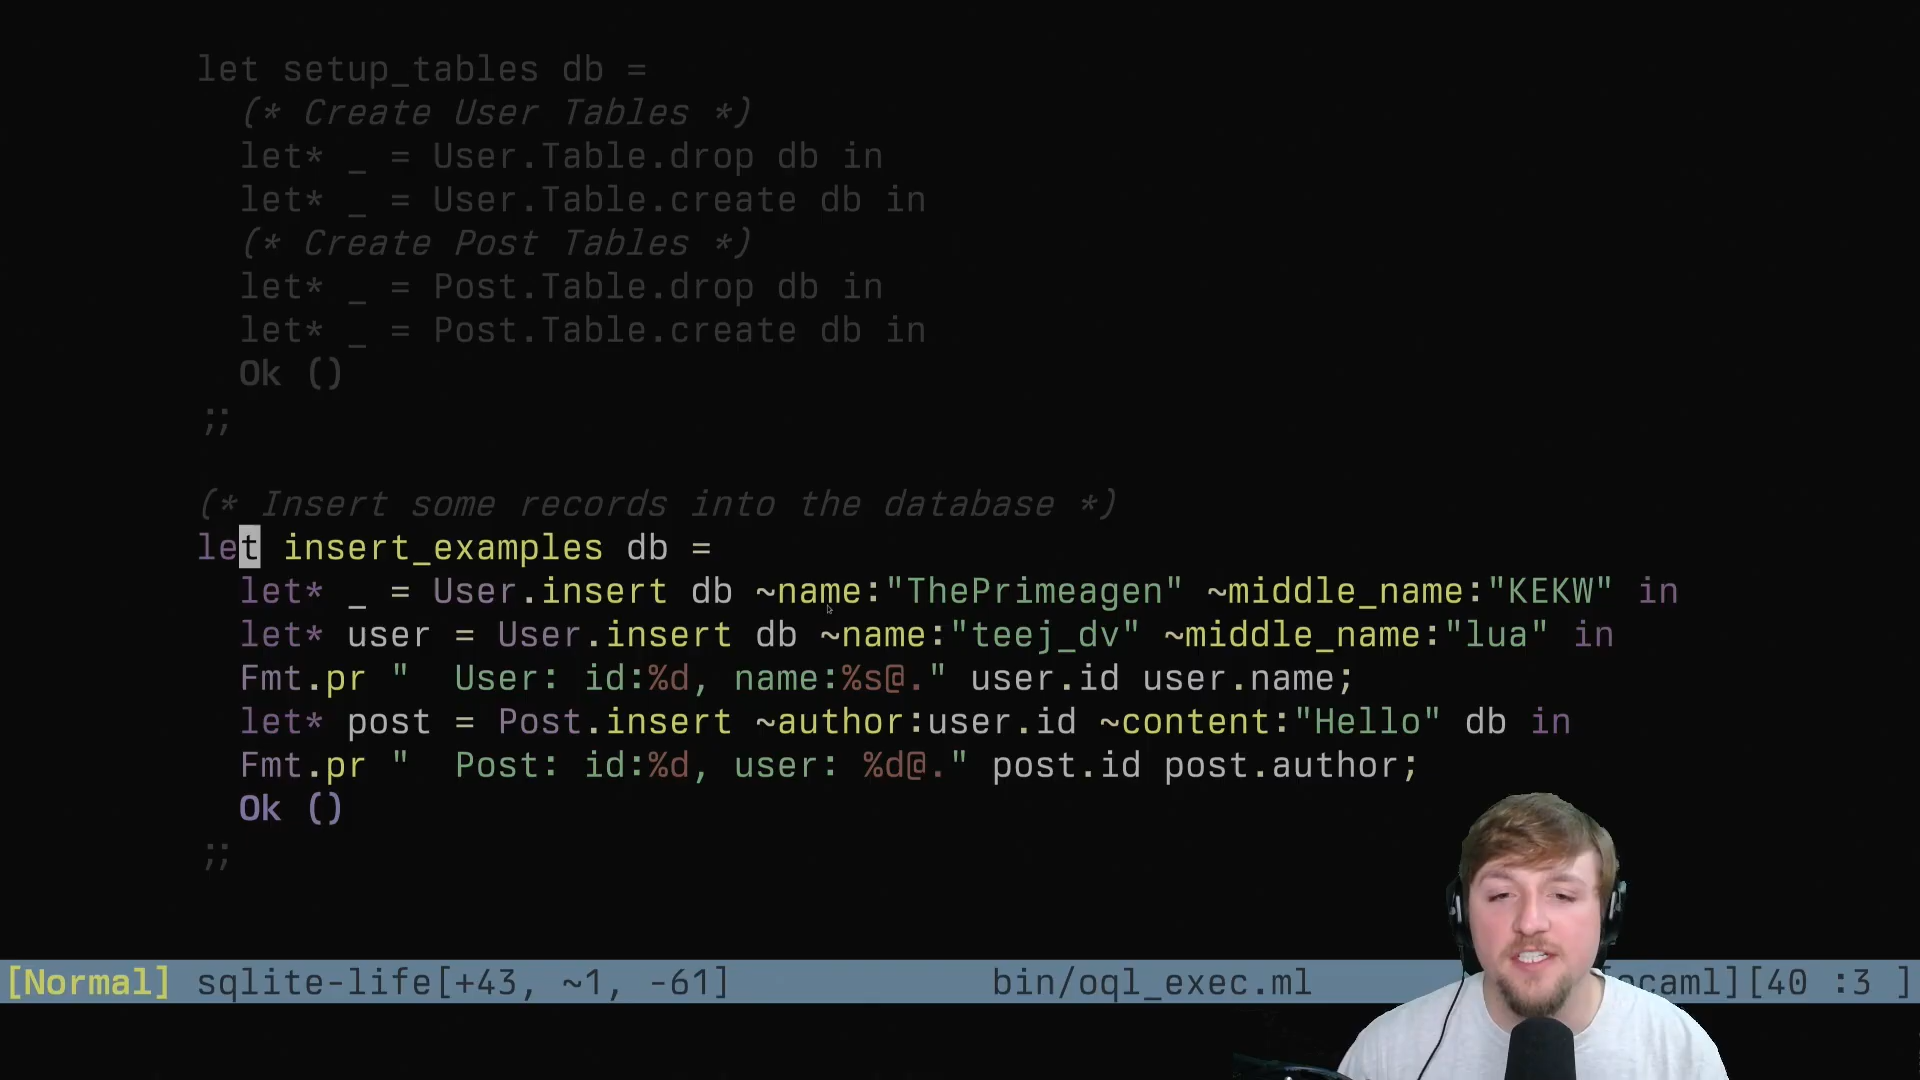 let setup_tables db =
(* Create User Tables *)
let* _ = User.Table.drop db in
let* _ = User.Table.create db in
(* Create Post Tables *)
let* _ = Post.Table.drop db in
let* _ = Post.Table.create db in
Ok ()
;;
(* Insert some records into the database *)
let insert_examples db =
let* _ = User.insert db ~name:"ThePrimeagen" ~middle_name:"KEKW" in
let* user = User.insert db ~name:"teej_dv" ~middle_name:"lua" in
Fmt.pr "  User: id:%d, name:%s@." user.id user.name;
let* post = Post.insert ~author:user.id ~content:"Hello" db in
Fmt.pr "  Post: id:%d, user: %d@." post.id post.author;
Ok ()
;;
[Normal] sqlite-life[+43, ~1, -61] bin/oql_exec.ml ocaml][40 :3 ]